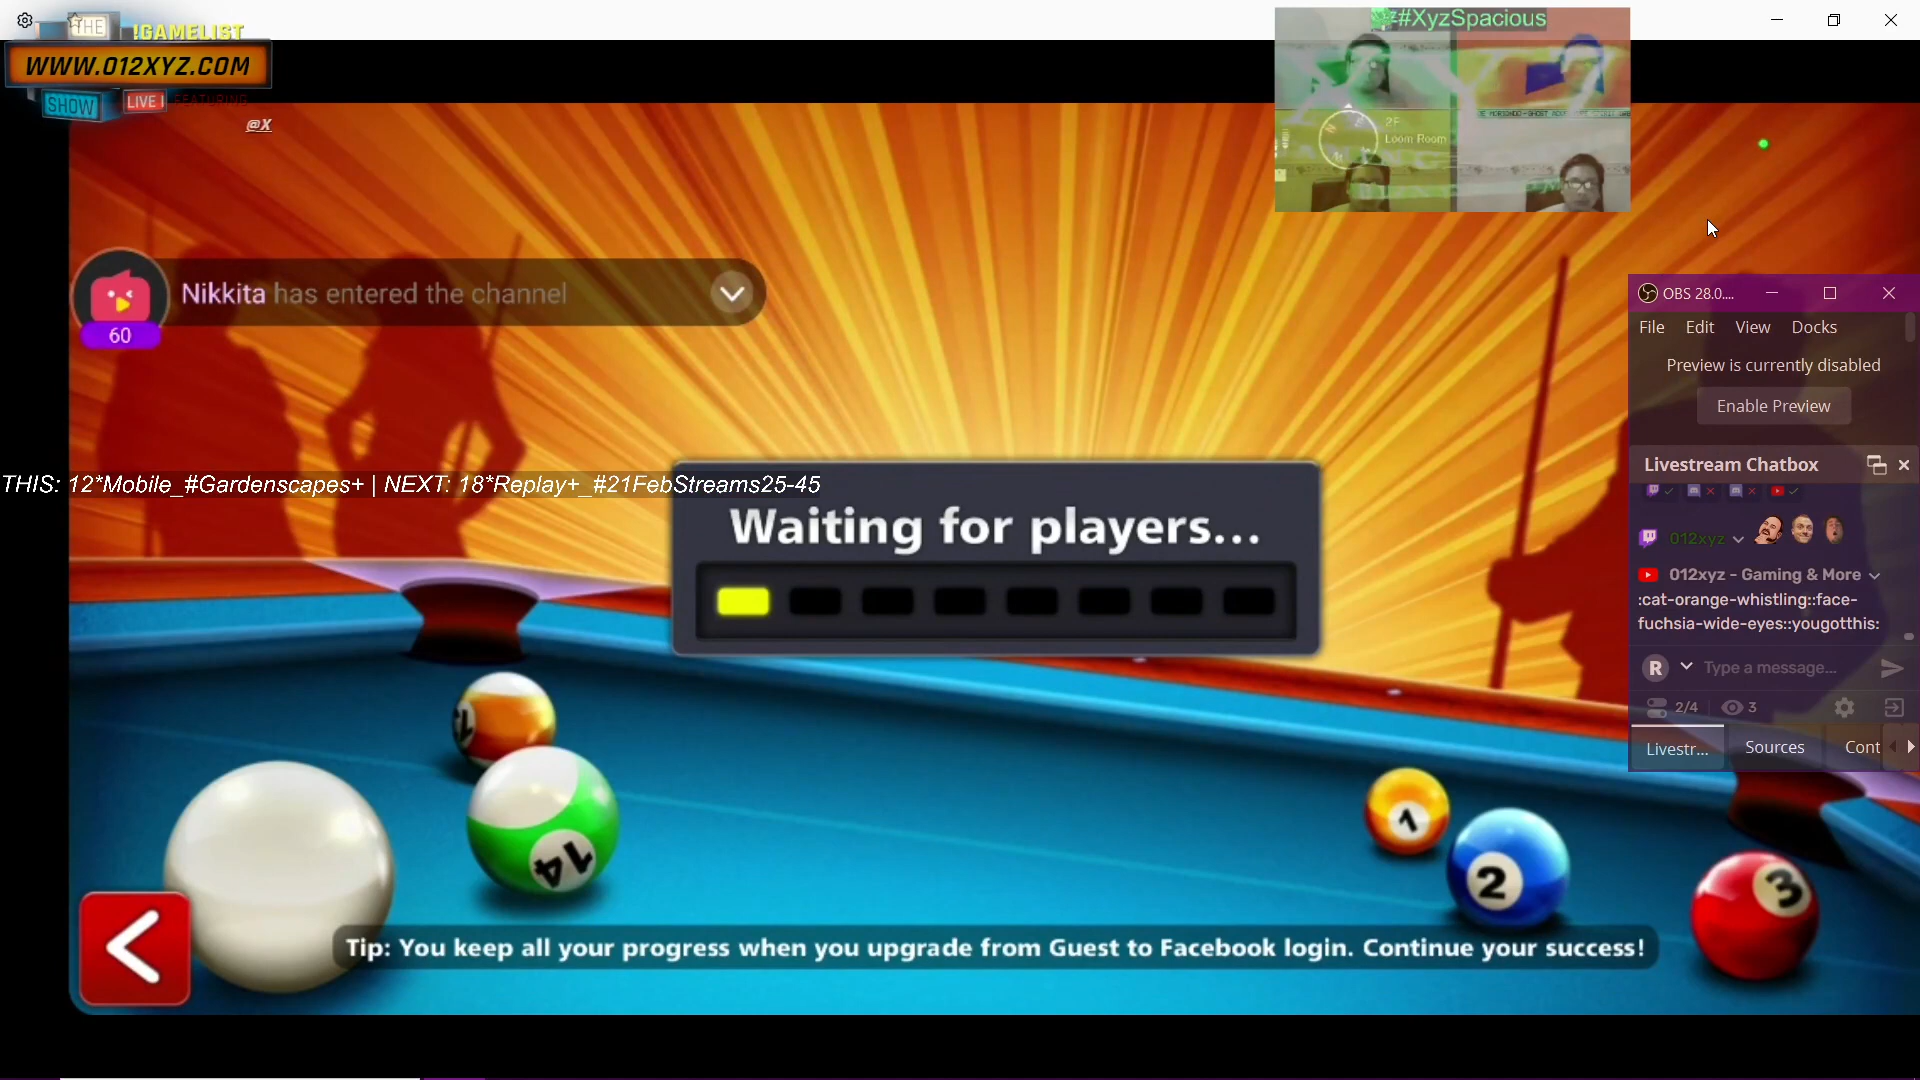 THE
!GAMELIST
WWW.012XYZ.COM
SHOW
LIVE !
FEATURING
@X
##XyzSpacious
2F
Loom Room
Nikkita has entered the channel
60
THIS: 12*Mobile_#Gardenscapes+ | NEXT: 18*Replay+_#21FebStreams25-45
Waiting for players...
14
1
2
3
Tip: You keep all your progress when you upgrade from Guest to Facebook login. Continue your success!
OBS 28.0....
File Edit View Docks
Preview is currently disabled
Enable Preview
Livestream Chatbox
012xyz
012xyz - Gaming & More
:cat-orange-whistling::face-
fuchsia-wide-eyes::yougotthis:
R
Type a message...
2/4
3
Livestr...
Sources
Cont